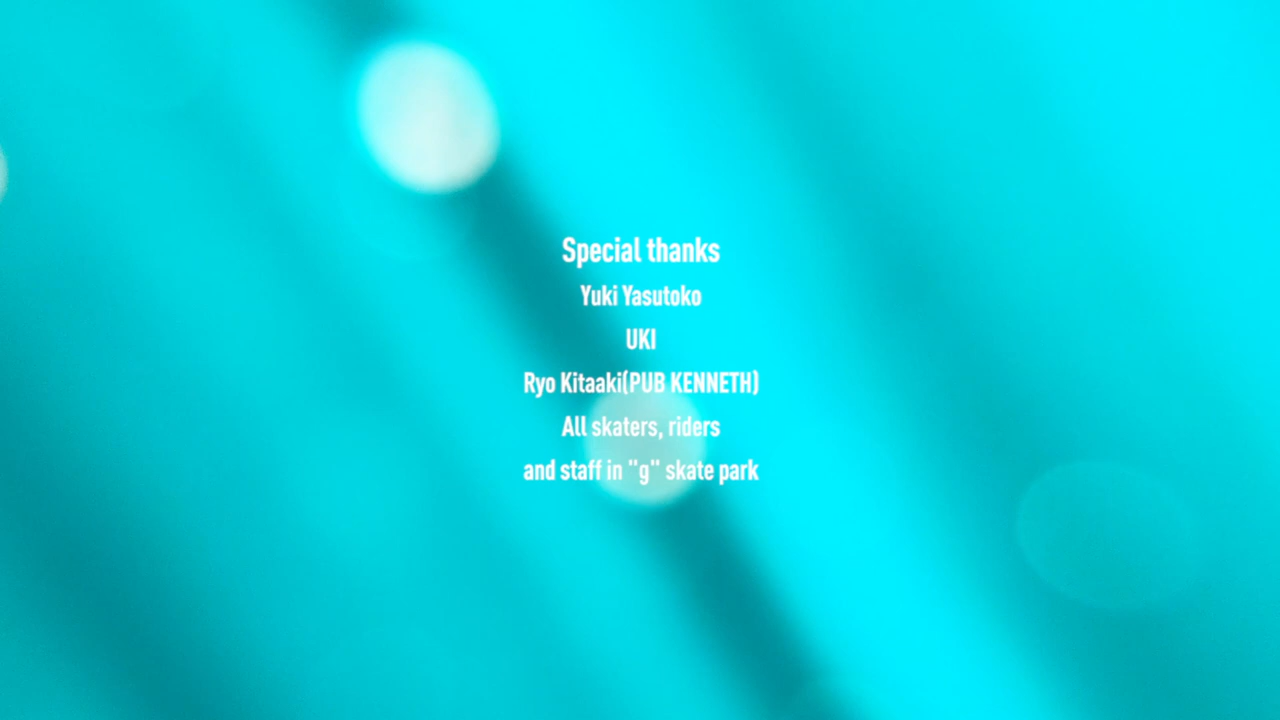 Special thanks
Yuki Yasutoko
UKI
Ryo Kitaaki(PUB KENNETH)
All skaters, riders
and staff in "g" skate park